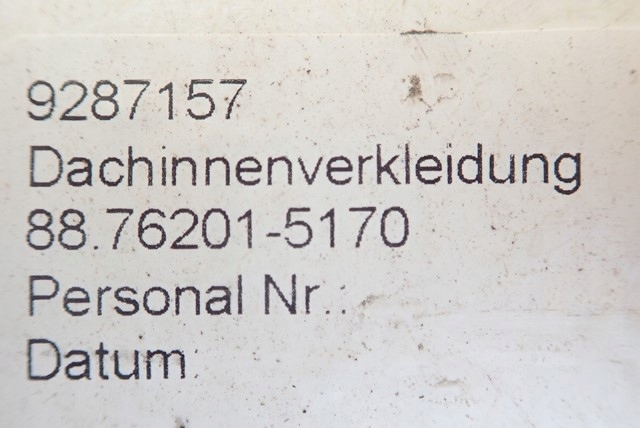 9287157
Dachinnenverkleidung
88.76201-5170
Personal Nr.:
Datum: